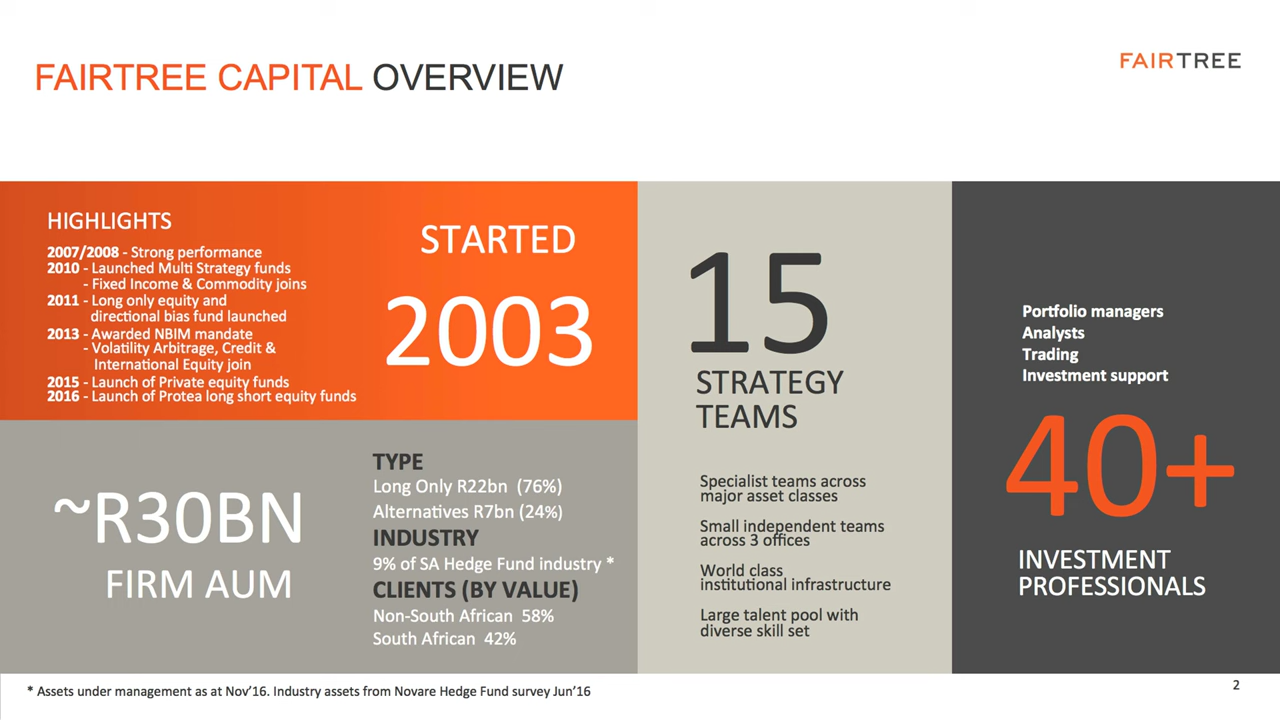 FAIRTREE CAPITAL OVERVIEW
FAIRTREE
HIGHLIGHTS
2007/2008 - Strong performance
2010 - Launched Multi Strategy funds
- Fixed Income & Commodity joins
2011 - Long only equity and
directional bias fund launched
2013 - Awarded NBIM mandate
- Volatility Arbitrage, Credit &
International Equity join
2015 - Launch of Private equity funds
2016 - Launch of Protea long short equity funds
STARTED
2003
~R30BN
FIRM AUM
TYPE
Long Only R22bn (76%)
Alternatives R7bn (24%)
INDUSTRY
9% of SA Hedge Fund industry *
CLIENTS (BY VALUE)
Non-South African 58%
South African 42%
15
STRATEGY
TEAMS
Specialist teams across
major asset classes
Small independent teams
across 3 offices
World class
institutional infrastructure
Large talent pool with
diverse skill set
Portfolio managers
Analysts
Trading
Investment support
40+
INVESTMENT
PROFESSIONALS
* Assets under management as at Nov'16. Industry assets from Novare Hedge Fund survey Jun'16
2